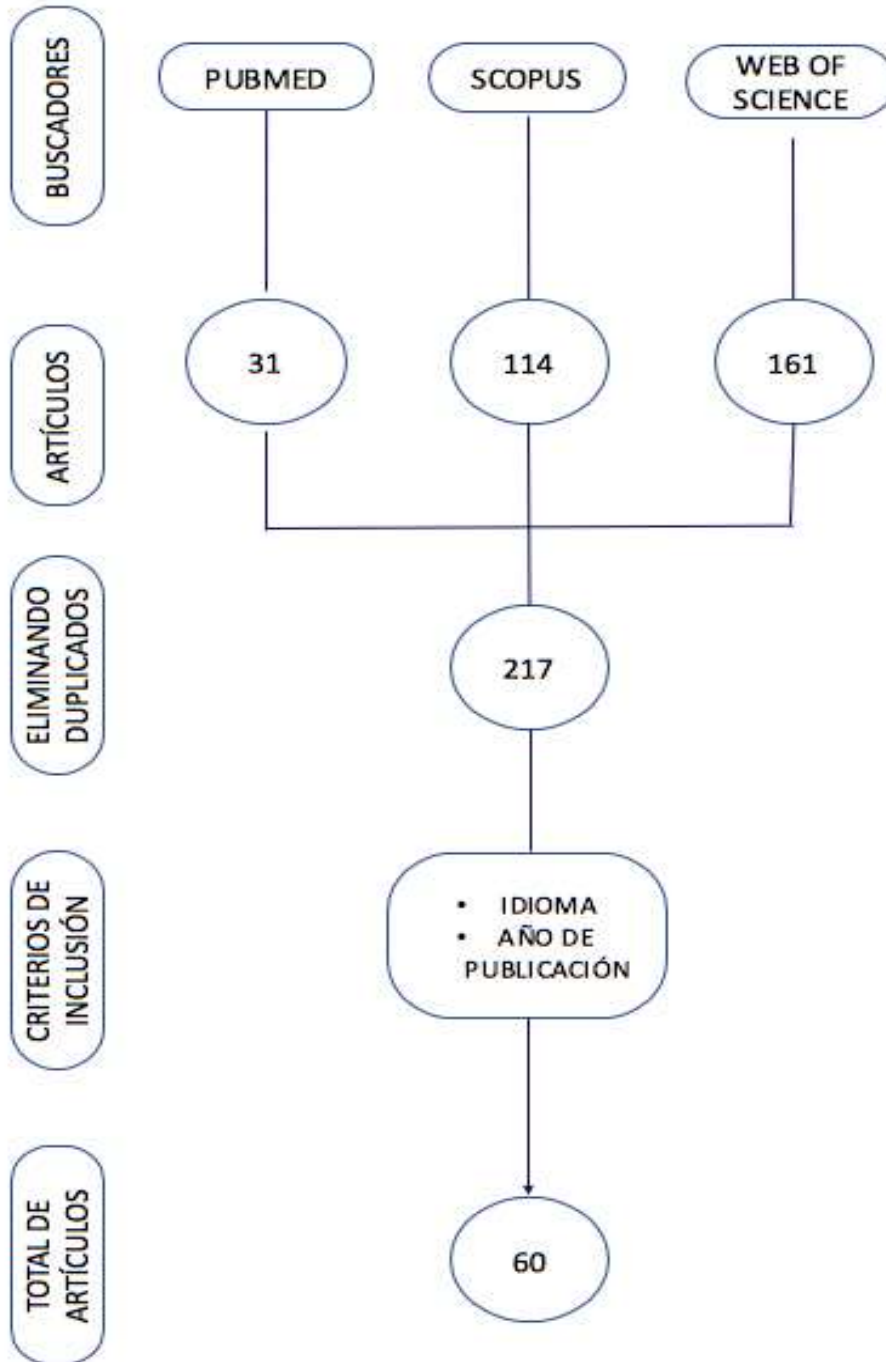 BUSCADORES
PUBMED
SCOPUS
WEB OF
SCIENCE
ARTÍCULOS
31
114
161
ELIMINANDO
DUPLICADOS
217
CRITERIOS DE
INCLUSIÓN
• IDIOMA
• AÑO DE
PUBLICACIÓN
TOTAL DE
ARTÍCULOS
60